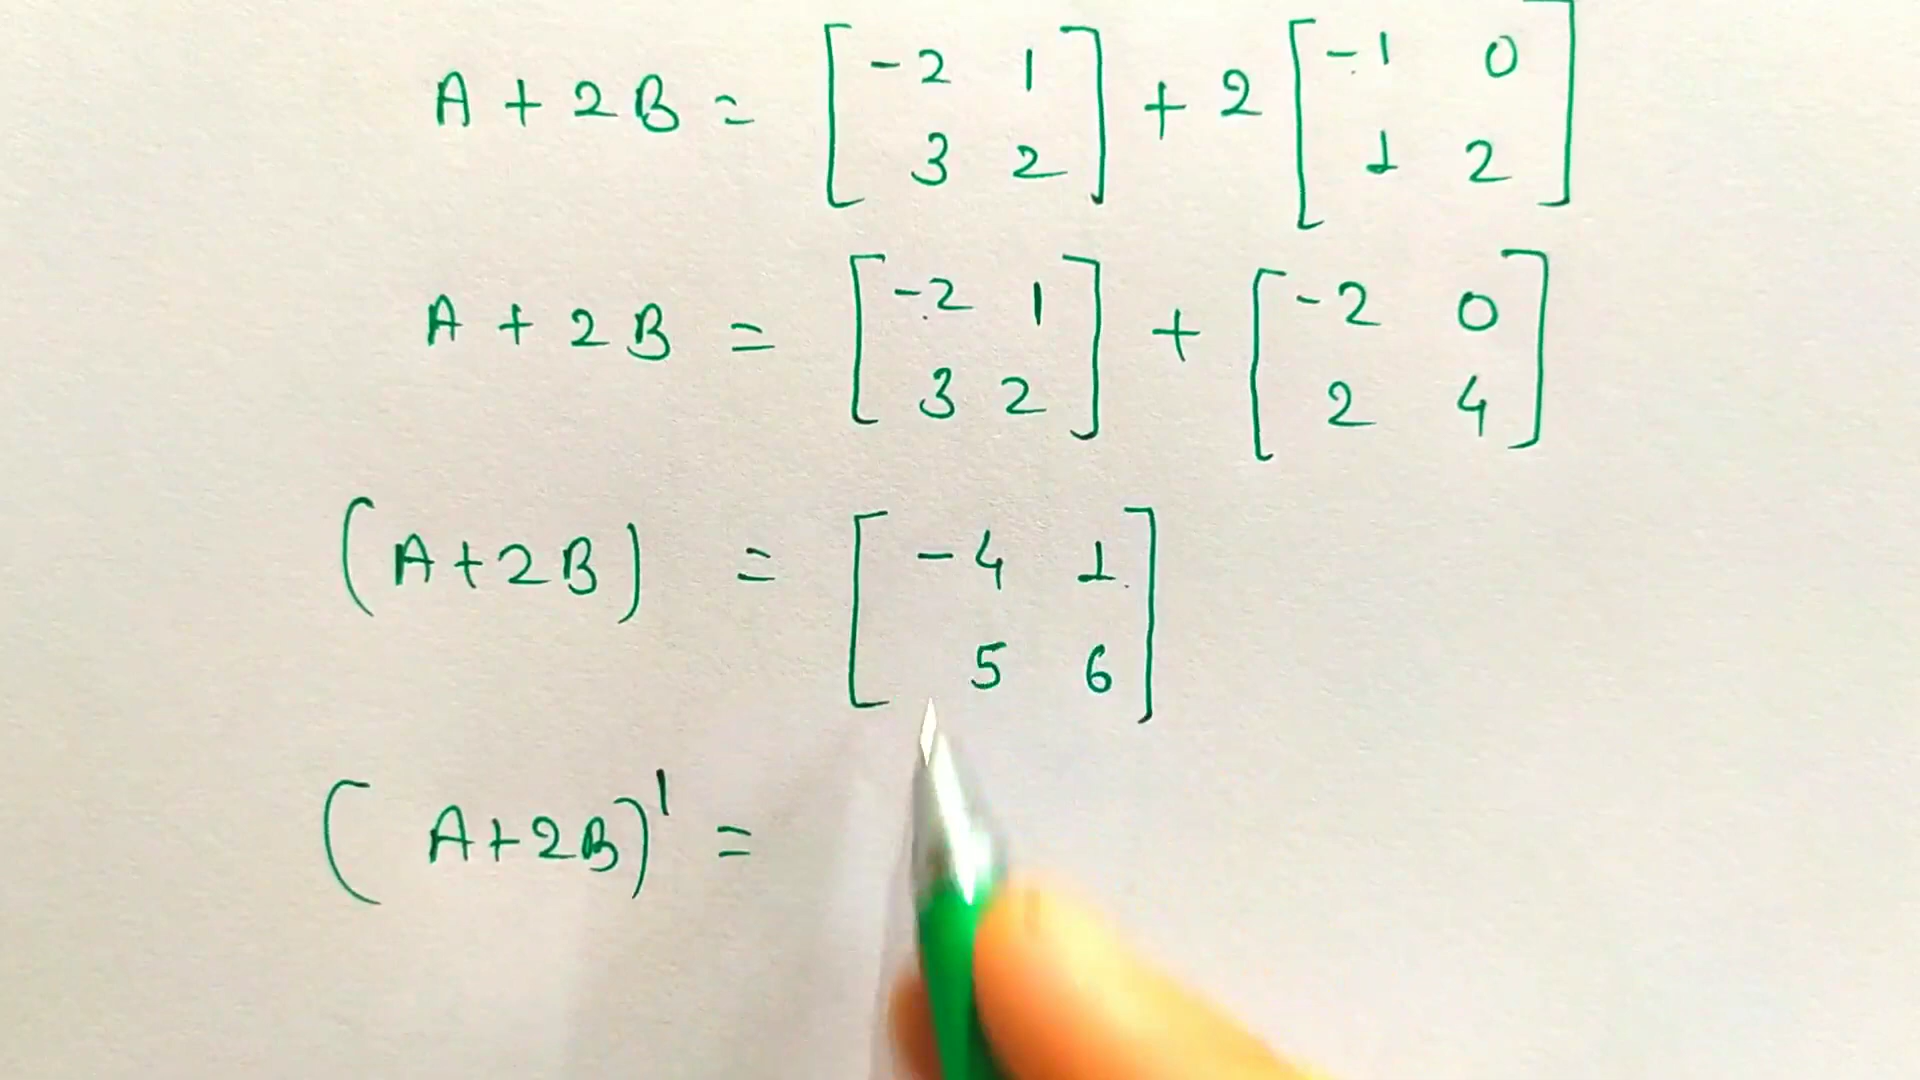 A + 2B = [ -2 1 ] + 2 [ -1 0 ]
[ 3 2 ] [ 1 2 ]
A + 2B = [ -2 1 ] + [ -2 0 ]
[ 3 2 ] [ 2 4 ]
(A+2B) = [ -4 1 ]
[ 5 6 ]
(A+2B)' =